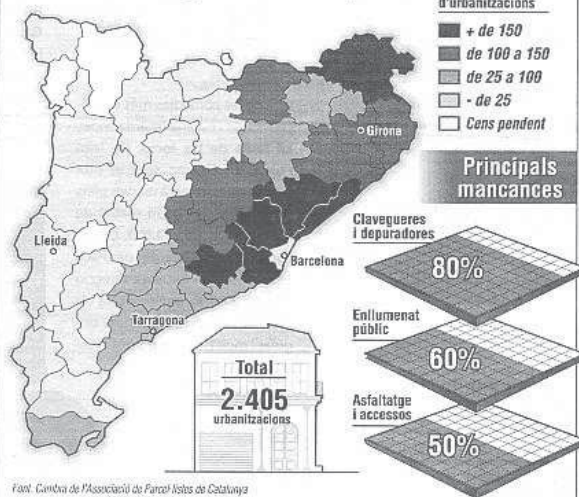 d'urbanitzacions
+ de 150
de 100 a 150
de 25 a 100
- de 25
Cens pendent
Girona
Lleida
Barcelona
Tarragona
Total
2.405
urbanitzacions
Principals
mancances
Clavegueres
i depuradores
80%
Enllumenat
públic
60%
Asfaltatge
i accessos
50%
Font. Cambra de l'Associació de Parcel·listes de Catalunya